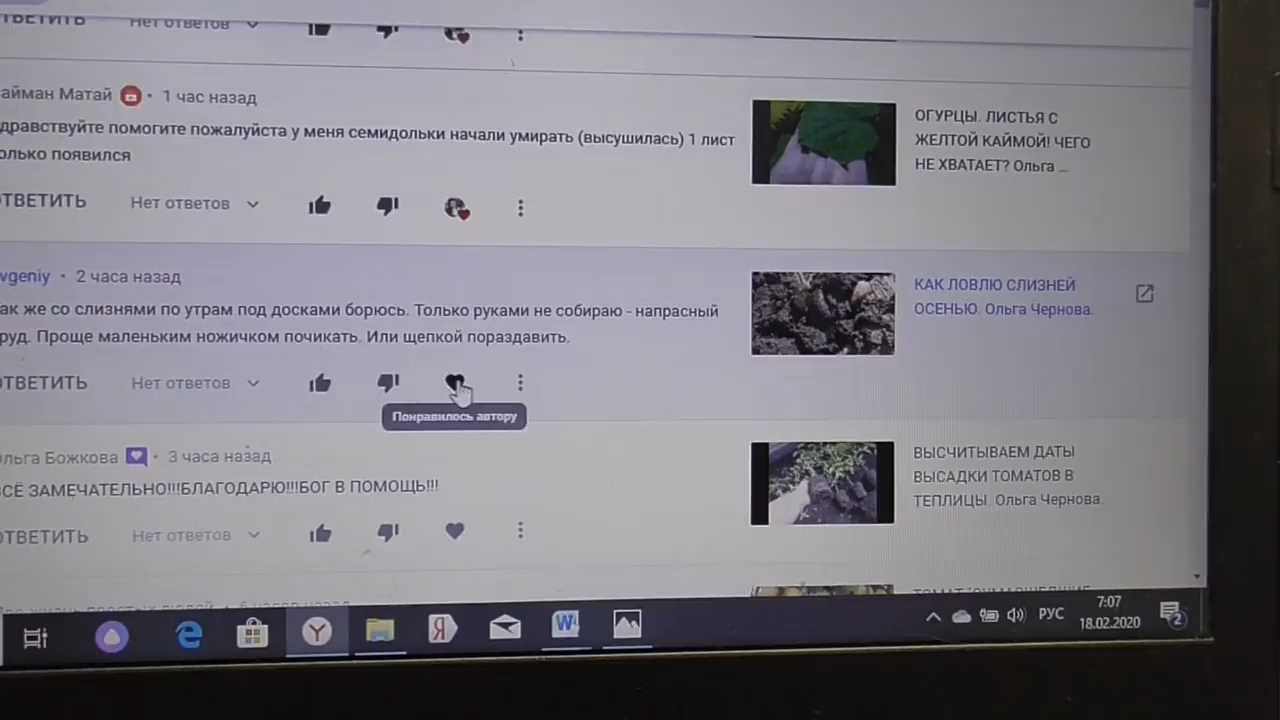 Нет ответов
айман Матай • 1 час назад
дравствуйте помогите пожалуйста у меня семидольки начали умирать (высушилась) 1 лист
олько появился
ОТВЕТИТЬ Нет ответов
ОГУРЦЫ. ЛИСТЬЯ С
ЖЕЛТОЙ КАЙМОЙ! ЧЕГО
НЕ ХВАТАЕТ? Ольга ...
vgeniy • 2 часа назад
ак же со слизнями по утрам под досками борюсь. Только руками не собираю - напрасный
руд. Проще маленьким ножичком почикать. Или щепкой пораздавить.
ОТВЕТИТЬ Нет ответов
Понравилось автору
КАК ЛОВЛЮ СЛИЗНЕЙ
ОСЕНЬЮ. Ольга Чернова.
льга Божкова • 3 часа назад
СЁ ЗАМЕЧАТЕЛЬНО!!!БЛАГОДАРЮ!!!БОГ В ПОМОЩЬ!!!
ОТВЕТИТЬ Нет ответов
ВЫСЧИТЫВАЕМ ДАТЫ
ВЫСАДКИ ТОМАТОВ В
ТЕПЛИЦЫ. Ольга Чернова.
РУС
7:07
18.02.2020
2